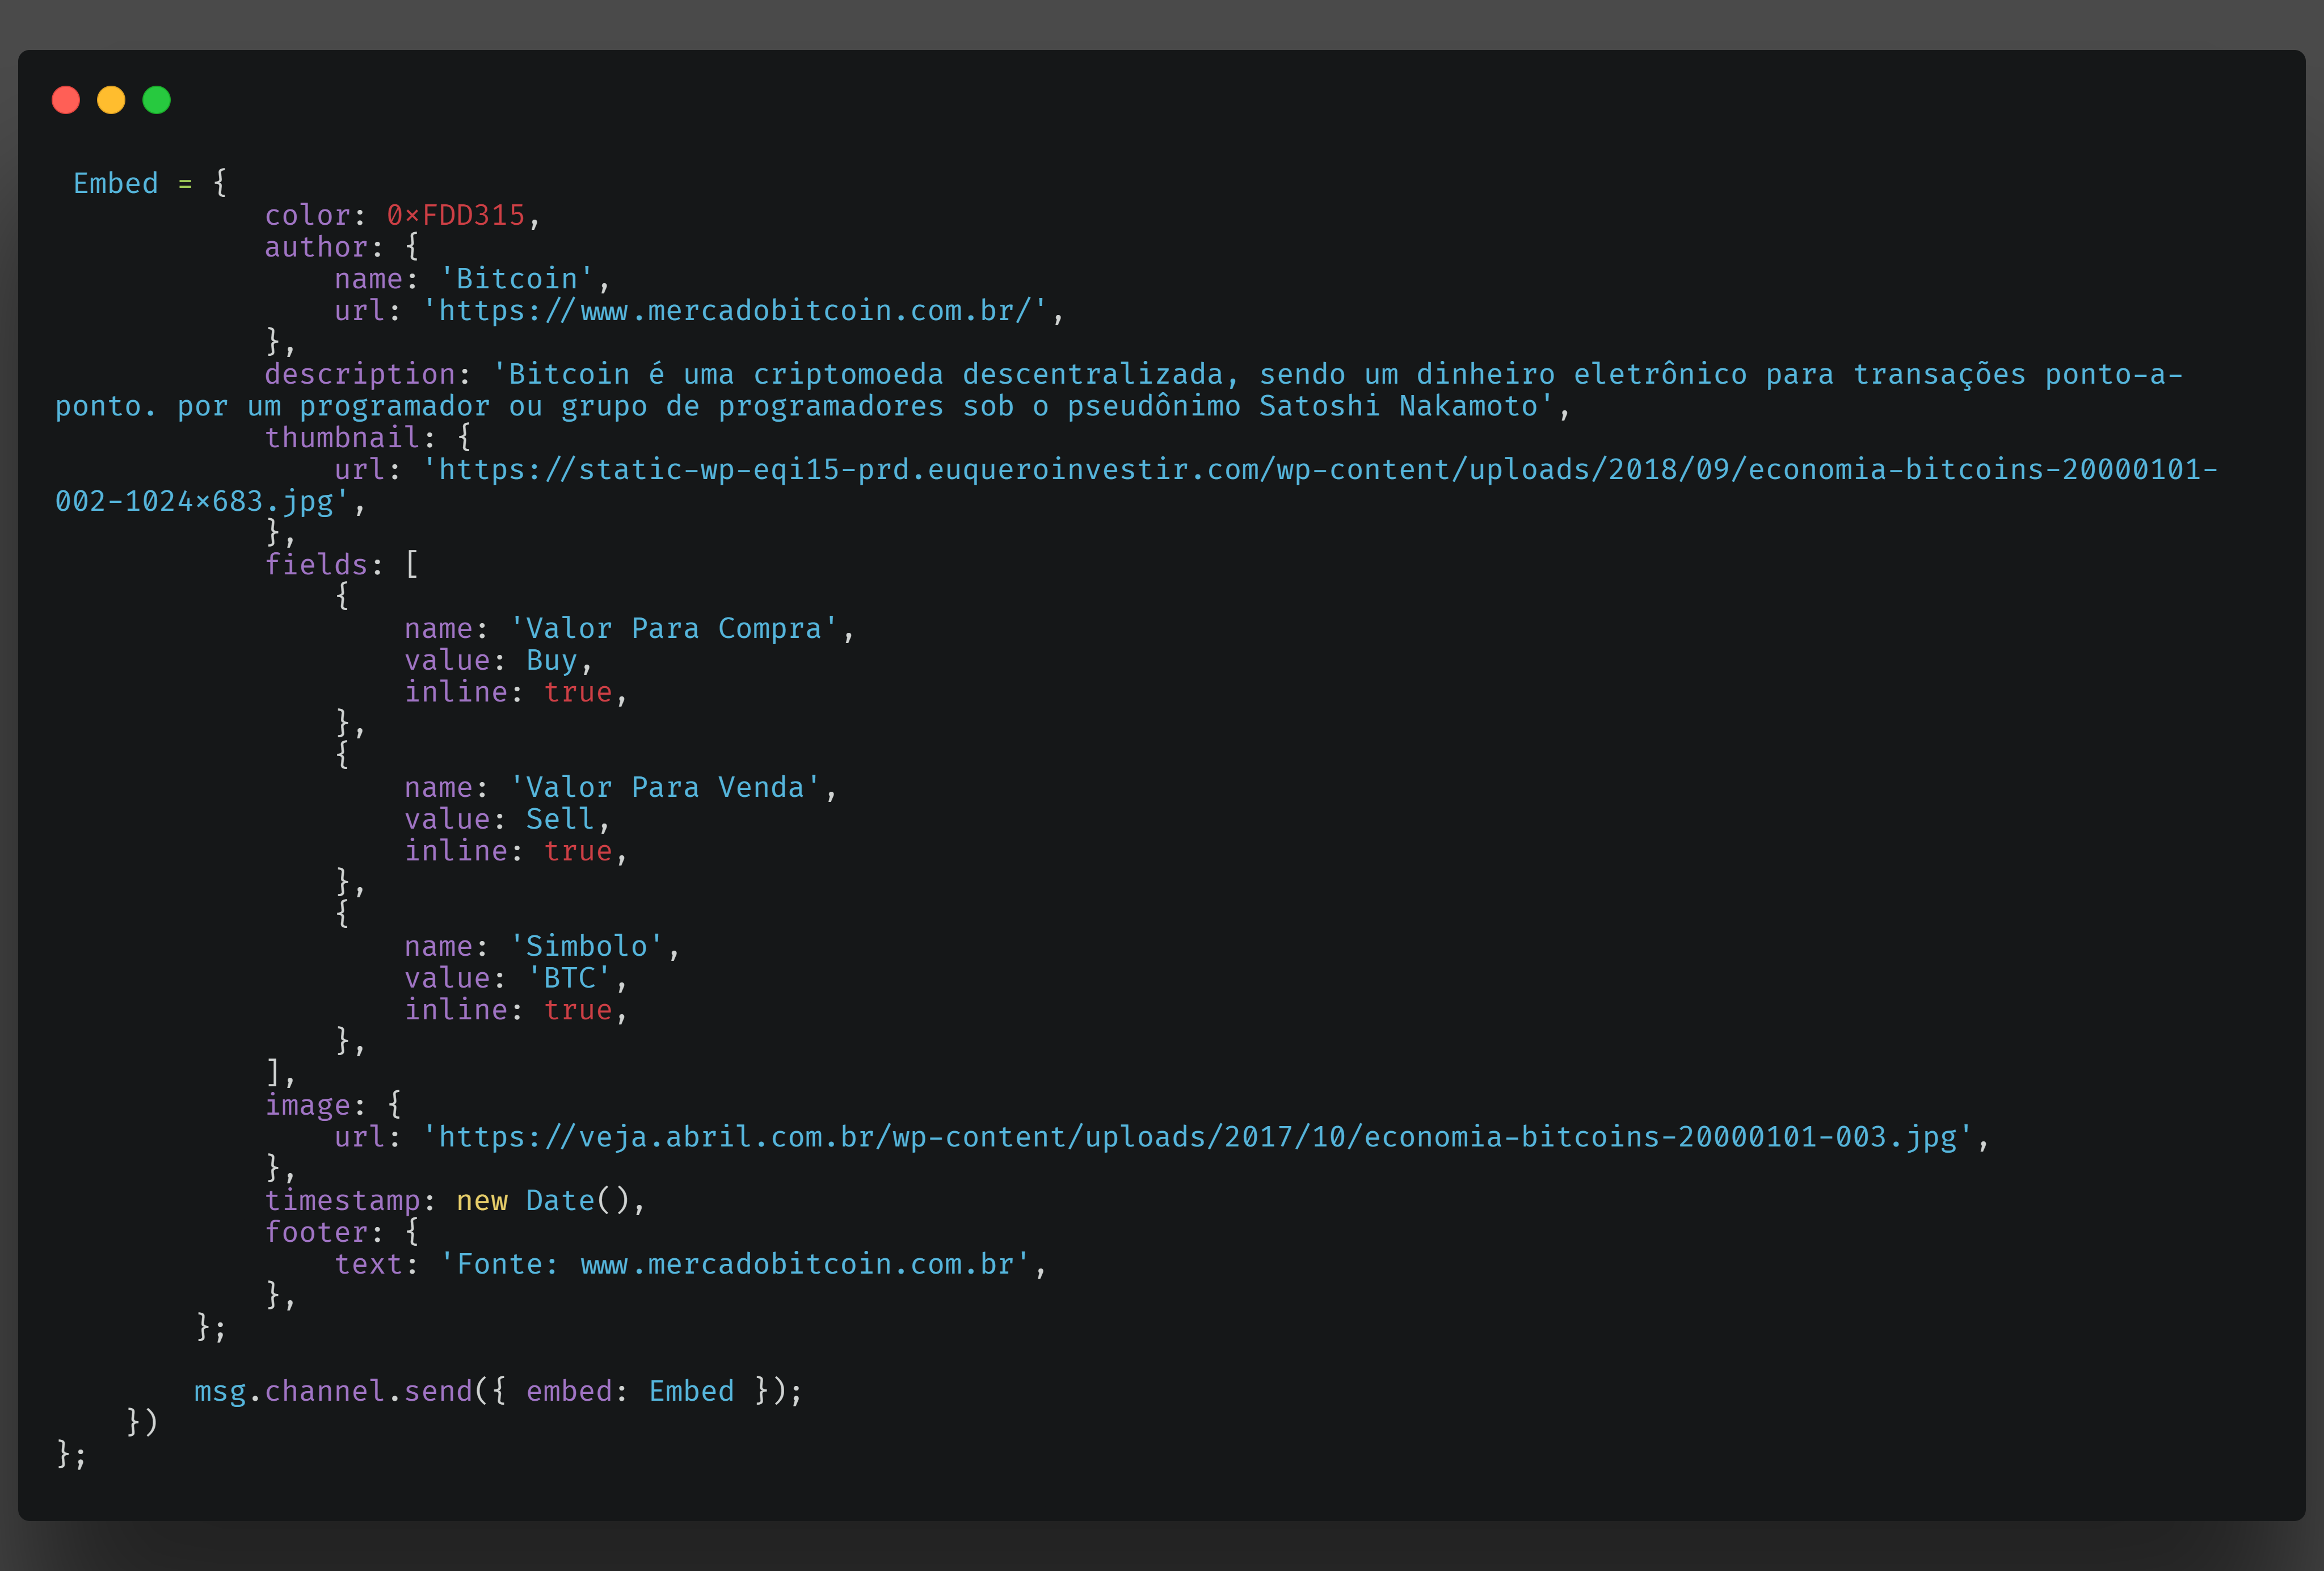 Embed = {
color: 0xFDD315,
author: {
name: 'Bitcoin',
url: 'https://www.mercadobitcoin.com.br/',
},
description: 'Bitcoin é uma criptomoeda descentralizada, sendo um dinheiro eletrônico para transações ponto-a-
ponto. por um programador ou grupo de programadores sob o pseudônimo Satoshi Nakamoto',
thumbnail: {
url: 'https://static-wp-eqi15-prd.euqueroinvestir.com/wp-content/uploads/2018/09/economia-bitcoins-20000101-
002-1024x683.jpg',
},
fields: [
{
name: 'Valor Para Compra',
value: Buy,
inline: true,
},
{
name: 'Valor Para Venda',
value: Sell,
inline: true,
},
{
name: 'Simbolo',
value: 'BTC',
inline: true,
},
],
image: {
url: 'https://veja.abril.com.br/wp-content/uploads/2017/10/economia-bitcoins-20000101-003.jpg',
},
timestamp: new Date(),
footer: {
text: 'Fonte: www.mercadobitcoin.com.br',
},
};
msg.channel.send({ embed: Embed });
})
};